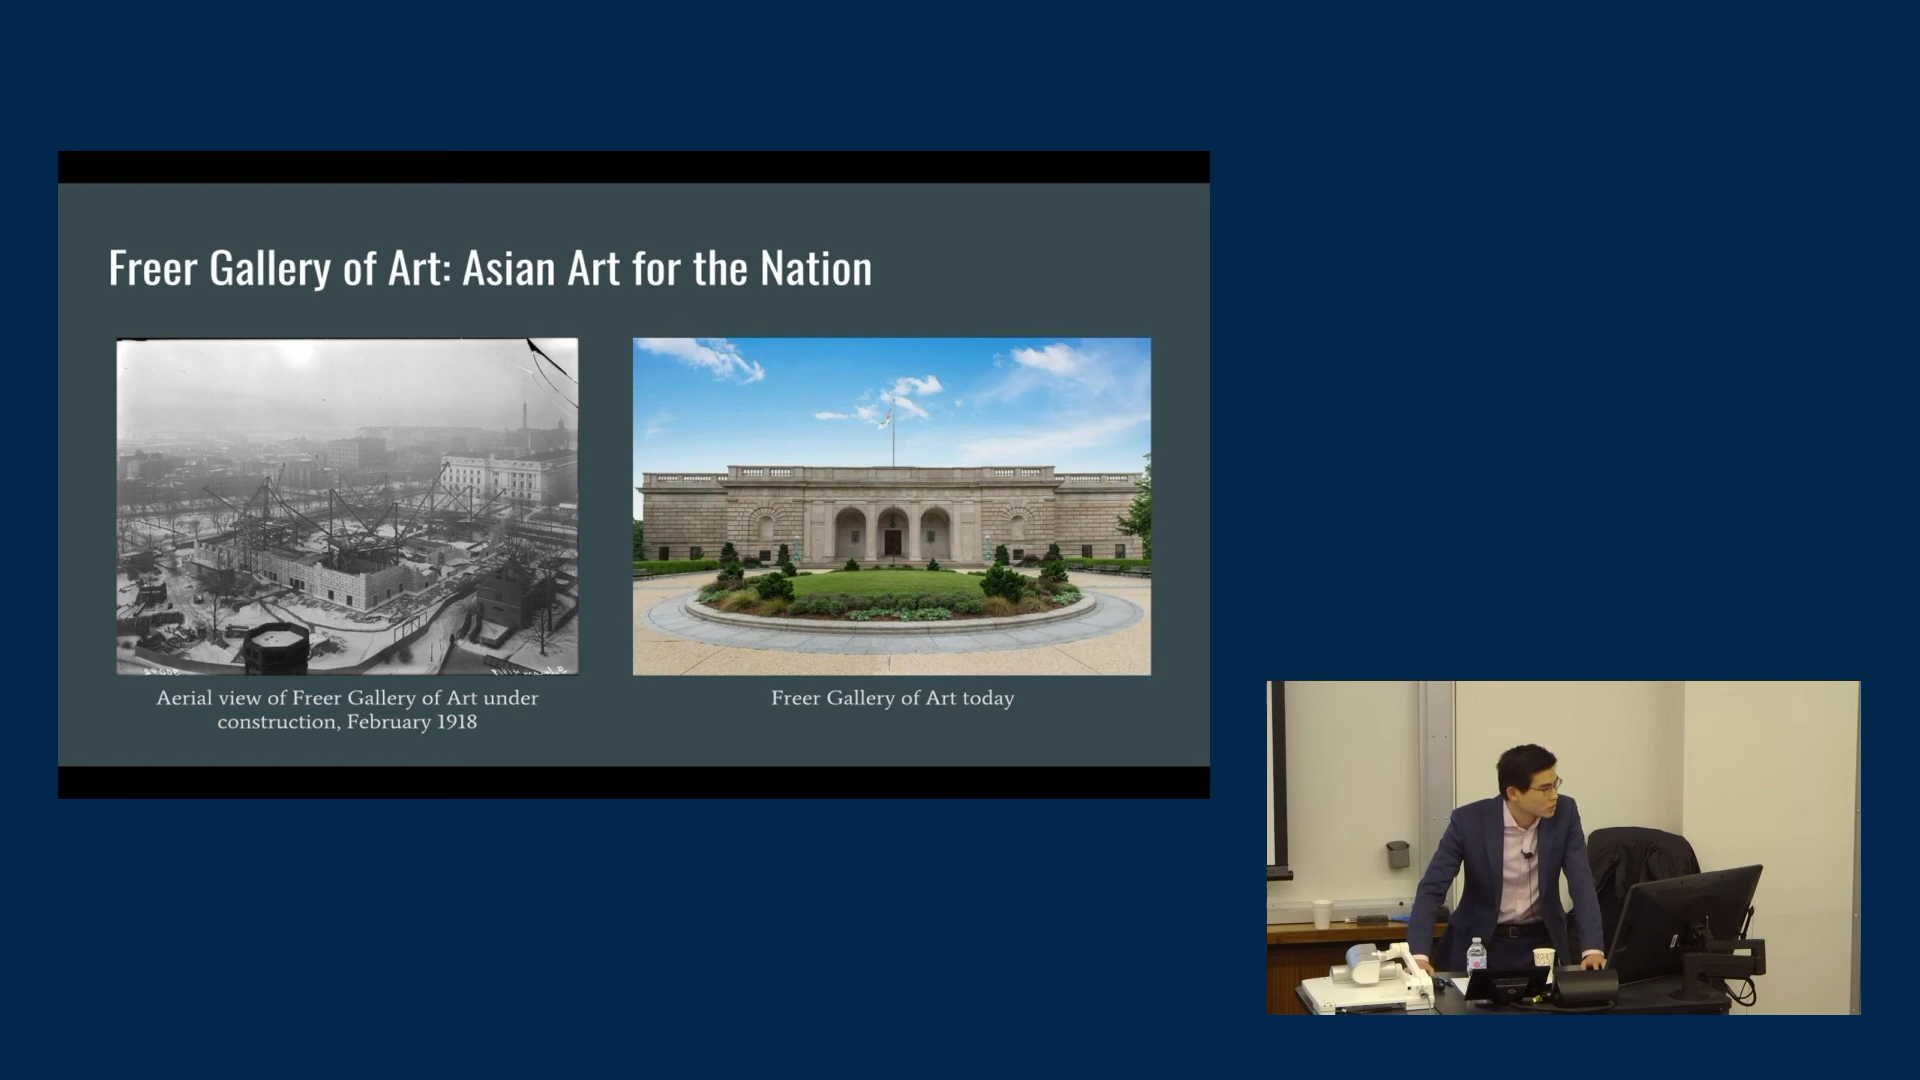 Freer Gallery of Art: Asian Art for the Nation
Aerial view of Freer Gallery of Art under
construction, February 1918
Freer Gallery of Art today